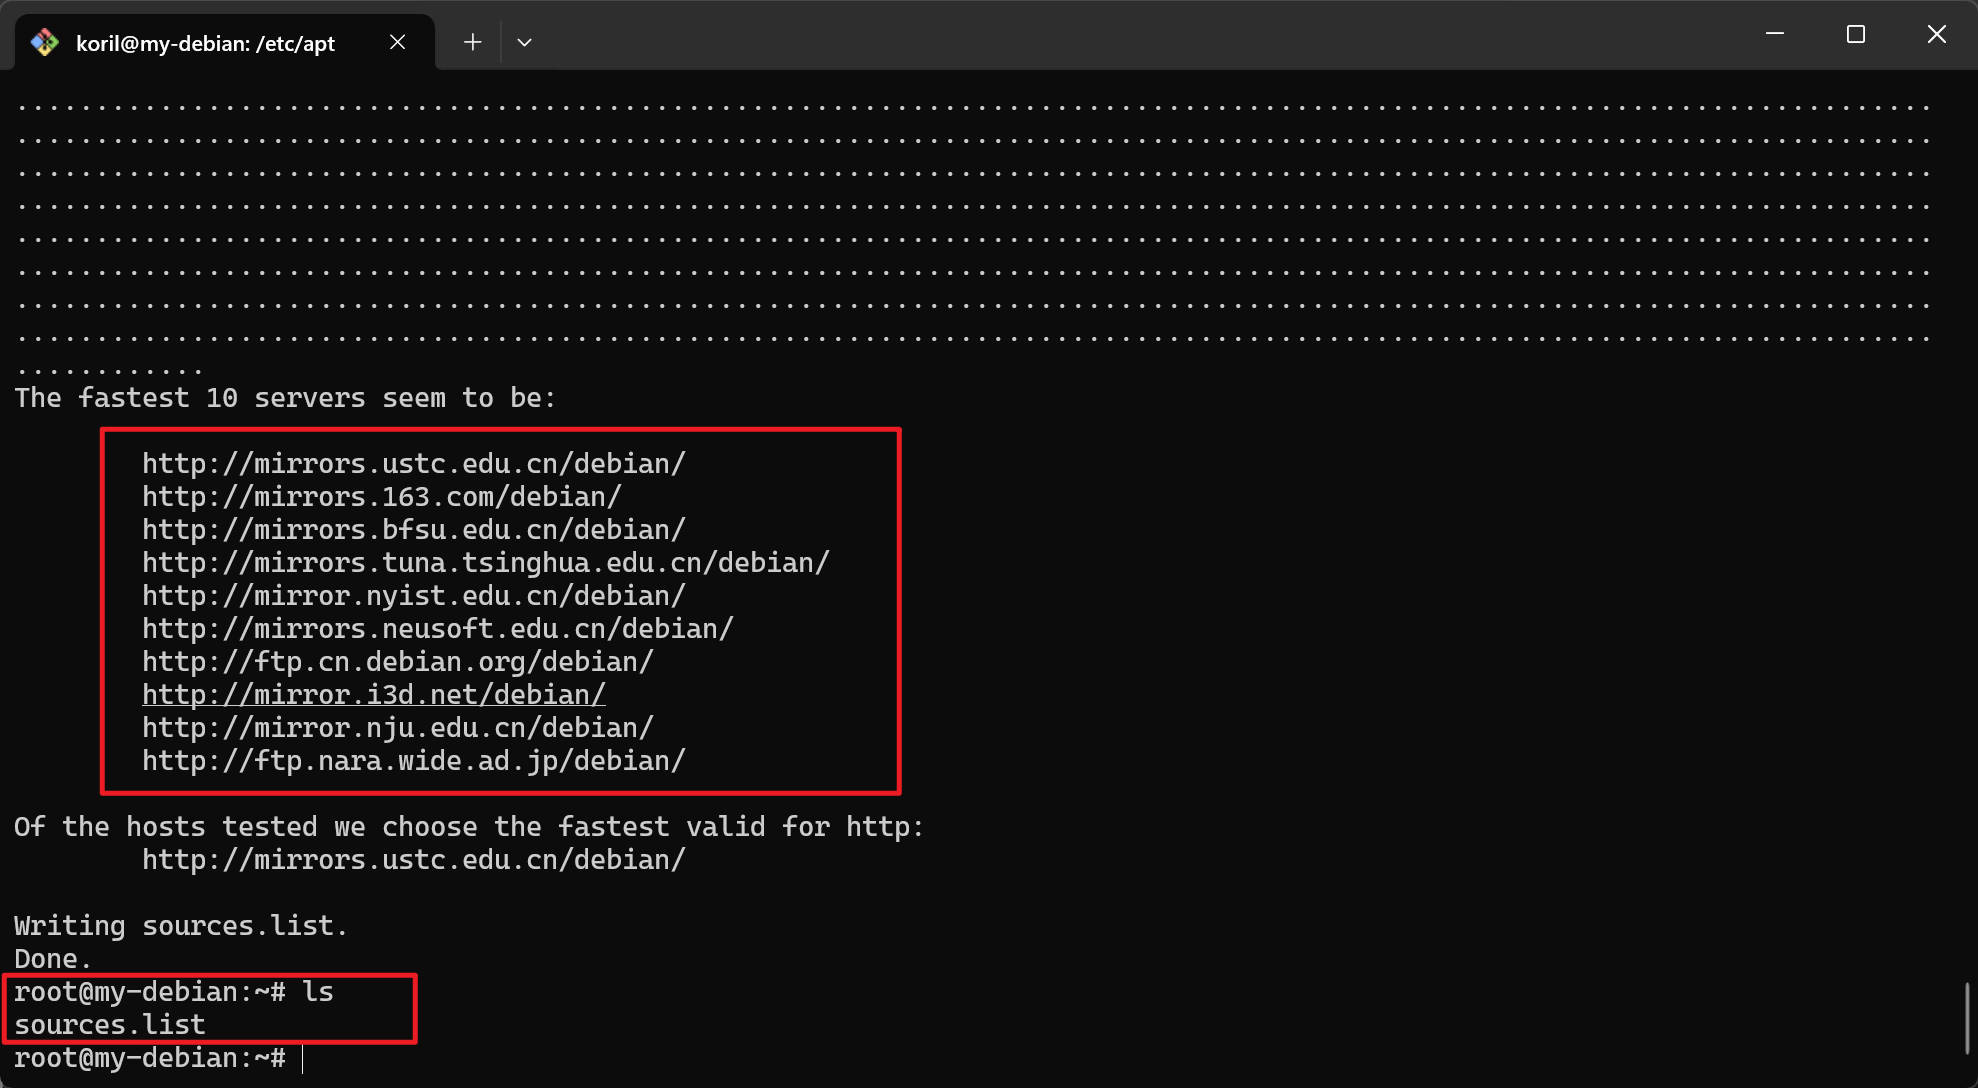 koril@my-debian: /etc/apt
........................................................................................................................
........................................................................................................................
........................................................................................................................
........................................................................................................................
........................................................................................................................
........................................................................................................................
........................................................................................................................
........................................................................................................................
............
The fastest 10 servers seem to be:
http://mirrors.ustc.edu.cn/debian/
http://mirrors.163.com/debian/
http://mirrors.bfsu.edu.cn/debian/
http://mirrors.tuna.tsinghua.edu.cn/debian/
http://mirror.nyist.edu.cn/debian/
http://mirrors.neusoft.edu.cn/debian/
http://ftp.cn.debian.org/debian/
http://mirror.i3d.net/debian/
http://mirror.nju.edu.cn/debian/
http://ftp.nara.wide.ad.jp/debian/
Of the hosts tested we choose the fastest valid for http:
http://mirrors.ustc.edu.cn/debian/
Writing sources.list.
Done.
root@my-debian:~# ls
sources.list
root@my-debian:~#